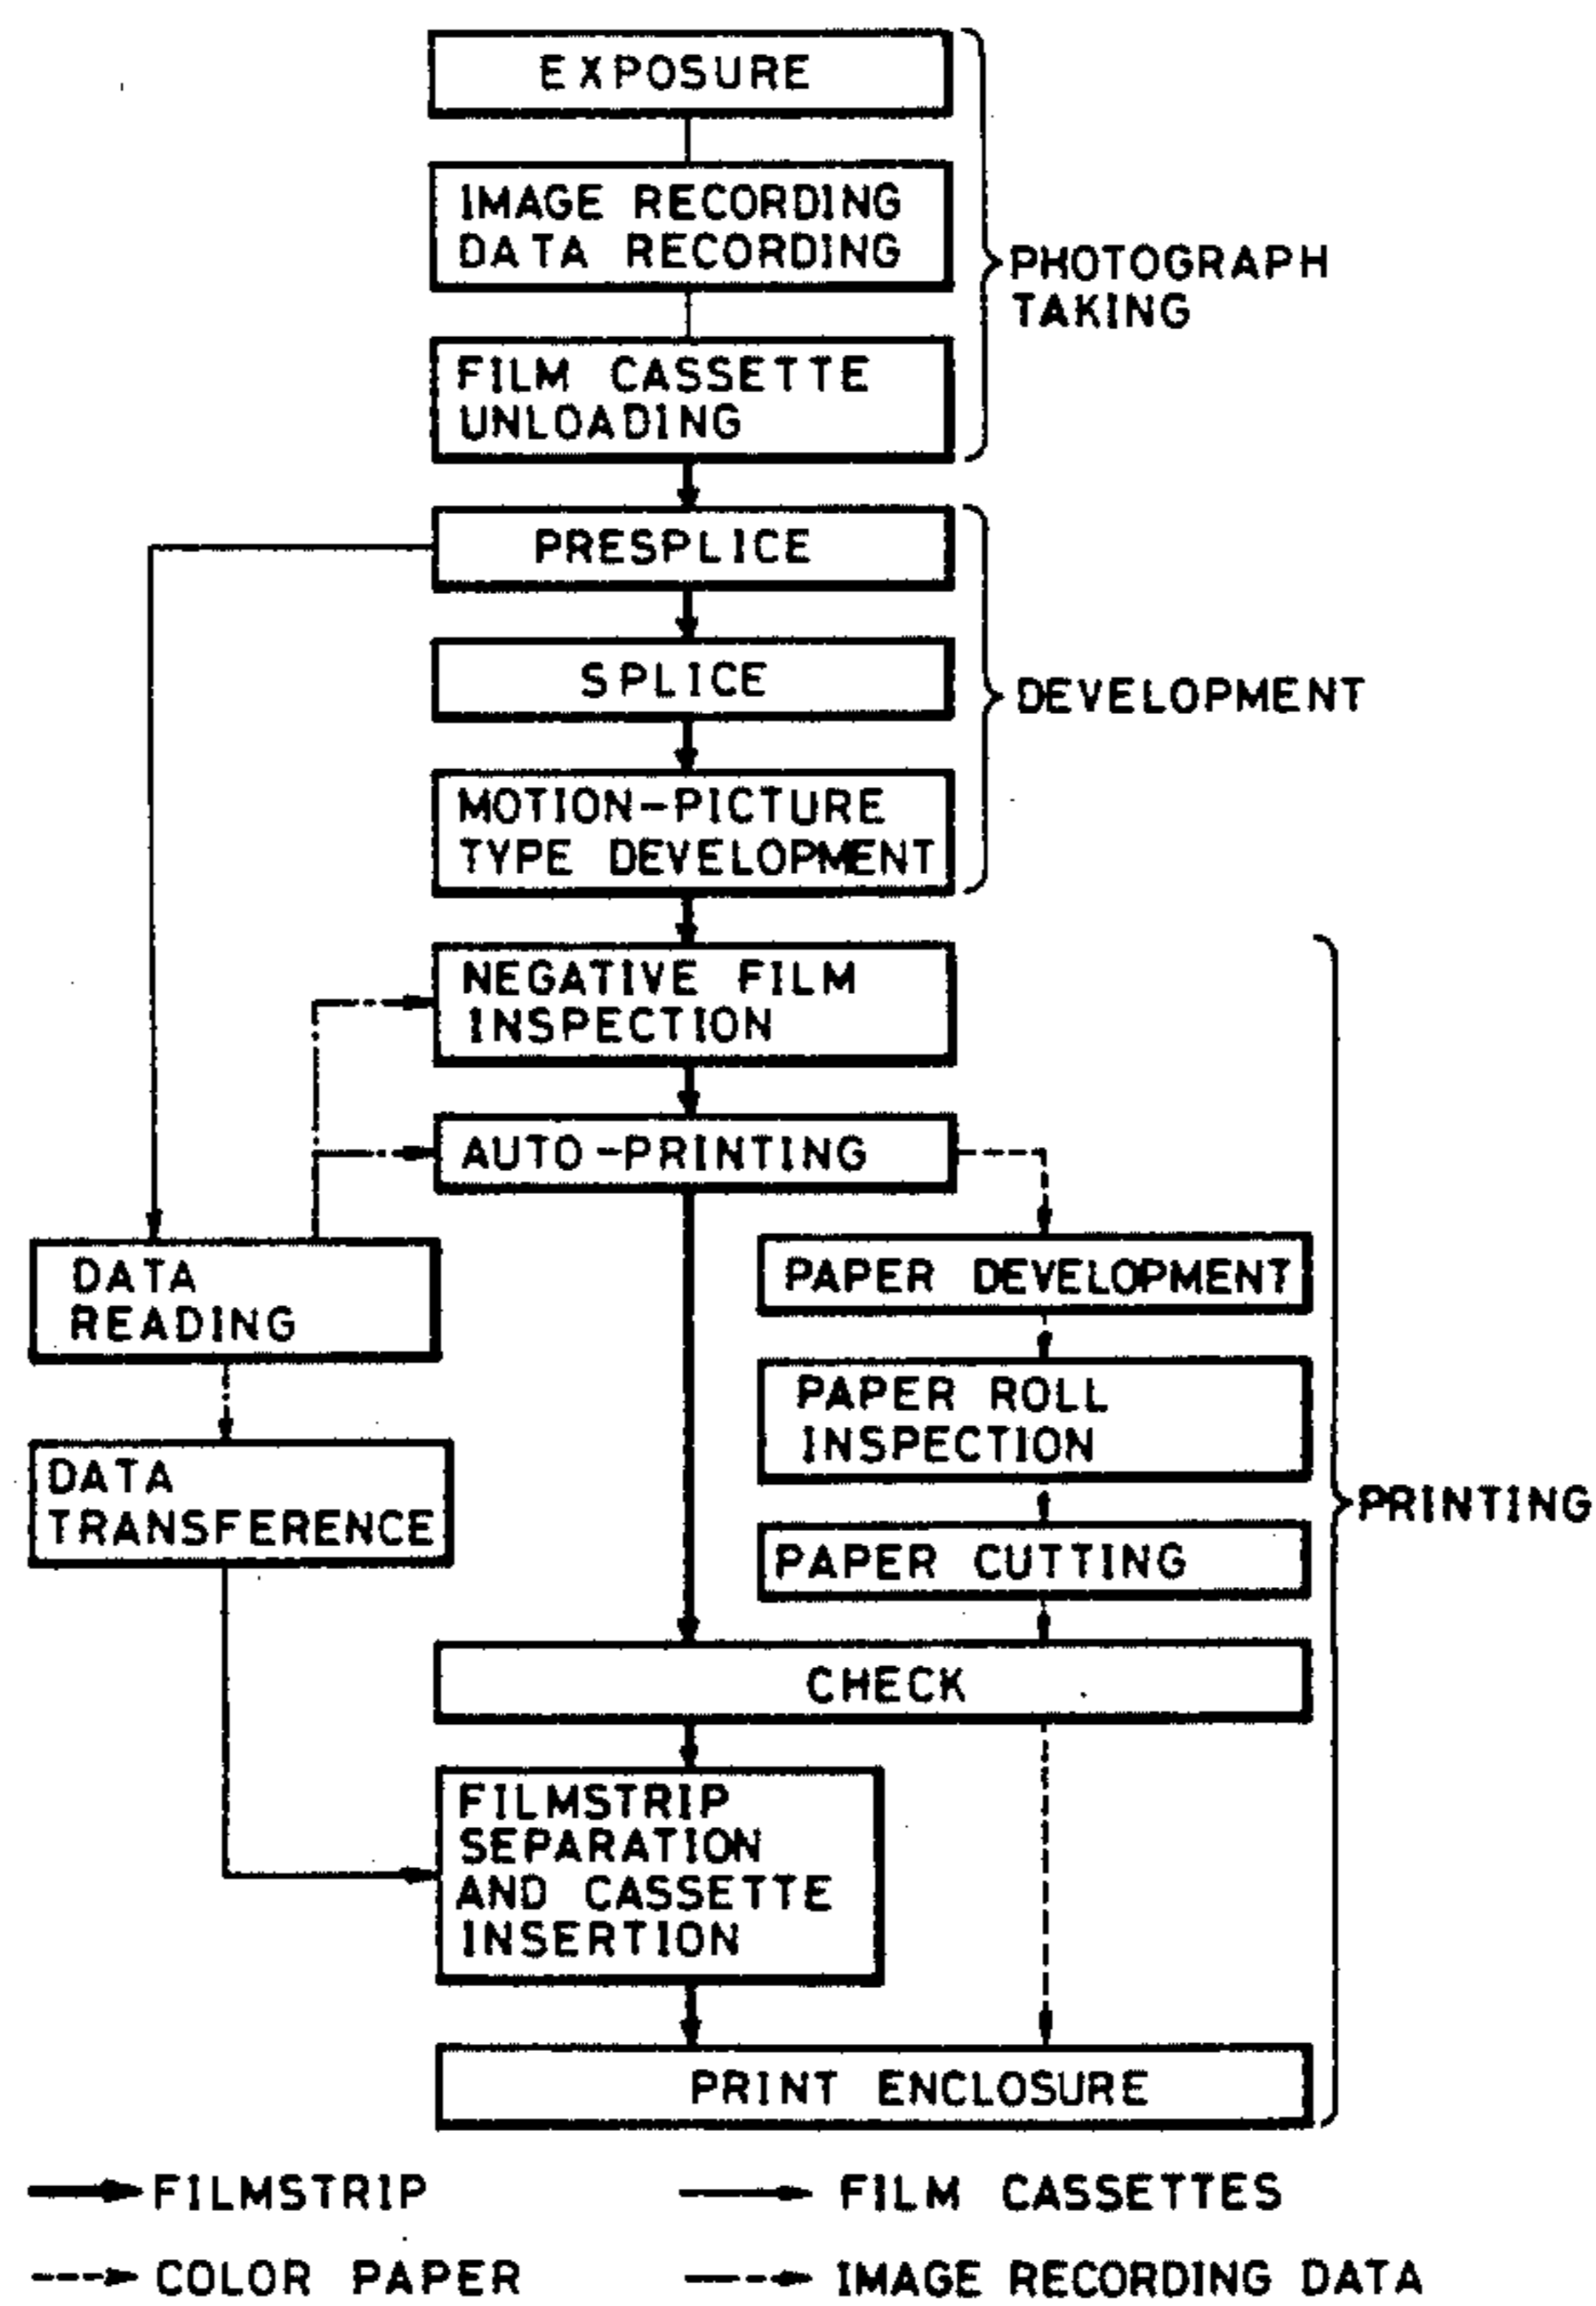 EXPOSURE
IMAGE RECORDING
DATA RECORDING
FILM CASSETTE
UNLOADING
PHOTOGRAPH
TAKING
PRESPLICE
SPLICE
MOTION-PICTURE
TYPE DEVELOPMENT
DEVELOPMENT
NEGATIVE FILM
INSPECTION
AUTO-PRINTING
DATA
READING
DATA
TRANSFERENCE
PAPER DEVELOPMENT
PAPER ROLL
INSPECTION
PAPER CUTTING
CHECK
FILMSTRIP
SEPARATION
AND CASSETTE
INSERTION
PRINT ENCLOSURE
PRINTING
FILMSTRIP
FILM CASSETTES
COLOR PAPER
IMAGE RECORDING DATA